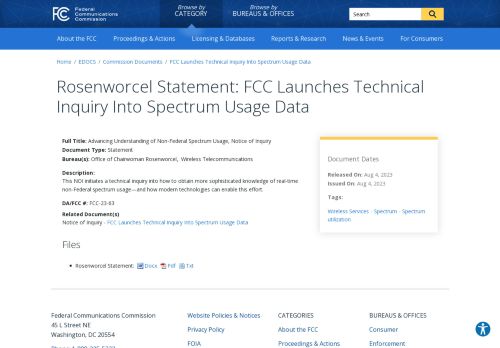 FCC Federal Communications Commission
Browse by CATEGORY
Browse by BUREAUS & OFFICES
Search
About the FCC
Proceedings & Actions
Licensing & Databases
Reports & Research
News & Events
For Consumers
Home / EDOCS / Commission Documents / FCC Launches Technical Inquiry Into Spectrum Usage Data
Rosenworcel Statement: FCC Launches Technical
Inquiry Into Spectrum Usage Data
Full Title: Advancing Understanding of Non-Federal Spectrum Usage, Notice of Inquiry
Document Type: Statement
Bureau(s): Office of Chairwoman Rosenworcel, Wireless Telecommunications
Description:
This NOI initiates a technical inquiry into how to obtain more sophisticated knowledge of real-time
non-Federal spectrum usage—and how modern technologies can enable this effort.
DA/FCC #: FCC-23-63
Related Document(s)
Notice of Inquiry - FCC Launches Technical Inquiry Into Spectrum Usage Data
Document Dates
Released On: Aug 4, 2023
Issued On: Aug 4, 2023
Tags:
Wireless Services - Spectrum - Spectrum
utilization
Files
Rosenworcel Statement: Docx Pdf Txt
Federal Communications Commission
45 L Street NE
Washington, DC 20554
Website Policies & Notices
Privacy Policy
FOIA
CATEGORIES
About the FCC
Proceedings & Actions
BUREAUS & OFFICES
Consumer
Enforcement